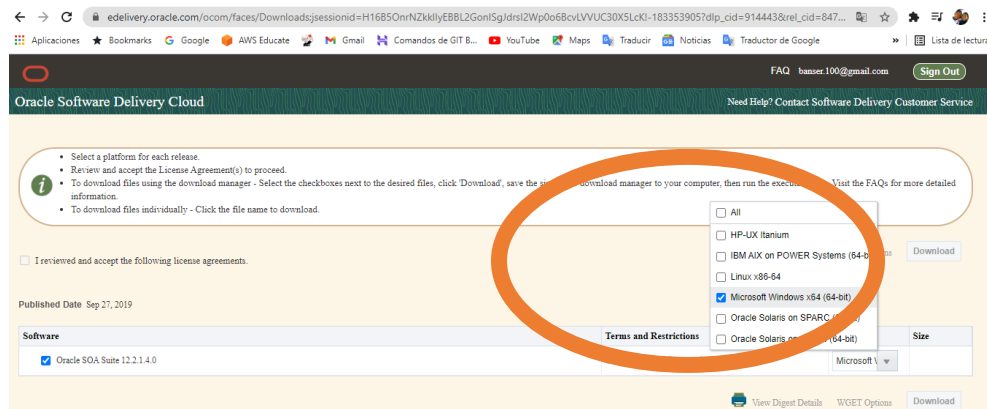 edelivery.oracle.com/ocom/faces/Downloads;jsessionid=H16B5OnrNZkkIlyEBBL2GonISgJdrsI2Wp0o6BcvLVVUC30X5LcK!-183353905?dlp_cid=914443&rel_cid=847...
Aplicaciones Bookmarks Google AWS Educate Gmail Comandos de GIT B... YouTube Maps Traducir Noticias Traductor de Google » Lista de lectura
FAQ banser.100@gmail.com Sign Out
Oracle Software Delivery Cloud Need Help? Contact Software Delivery Customer Service
• Select a platform for each release.
• Review and accept the License Agreement(s) to proceed.
• To download files using the download manager - Select the checkboxes next to the desired files, click 'Download', save the download manager to your computer, then run the Visit the FAQs for more detailed
information.
• To download files individually - Click the file name to download.
All
HP-UX Itanium
IBM AIX on POWER Systems (64-b
Linux x86-64
Microsoft Windows x64 (64-bit)
Oracle Solaris on SPARC
Oracle Solaris (64-bit)
I reviewed and accept the following license agreements. Download
Published Date Sep 27, 2019
Software Terms and Restrictions Size
Oracle SOA Suite 12.2.1.4.0 Microsoft
View Digest Details WGET Options Download